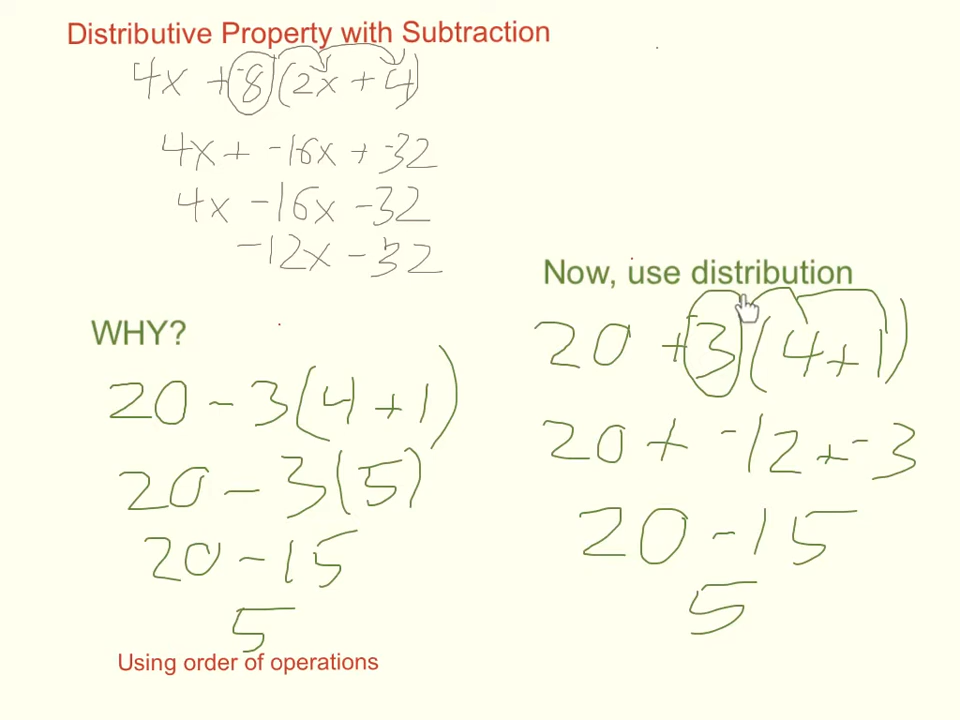 Distributive Property with Subtraction
4x + -8(2x + 4)
4x + -16x + -32
4x -16x -32
-12x - 32
WHY?
20 - 3(4 + 1)
20 - 3(5)
20 - 15
5
Using order of operations
Now, use distribution
20 + -3(4+1)
20 + -12 + -3
20 - 15
5